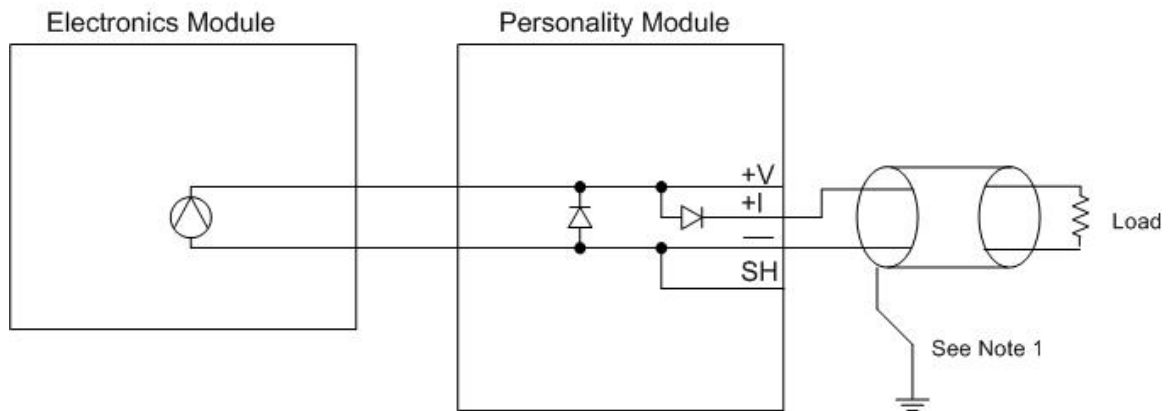 Electronics Module
Personality Module
+V
+I
—
SH
Load
See Note 1